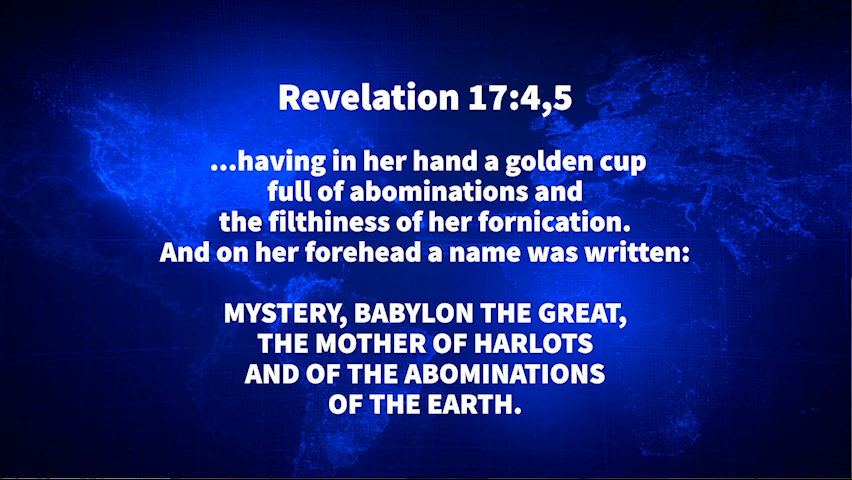 Revelation 17:4,5
...having in her hand a golden cup
full of abominations and
the filthiness of her fornication.
And on her forehead a name was written:
MYSTERY, BABYLON THE GREAT,
THE MOTHER OF HARLOTS
AND OF THE ABOMINATIONS
OF THE EARTH.